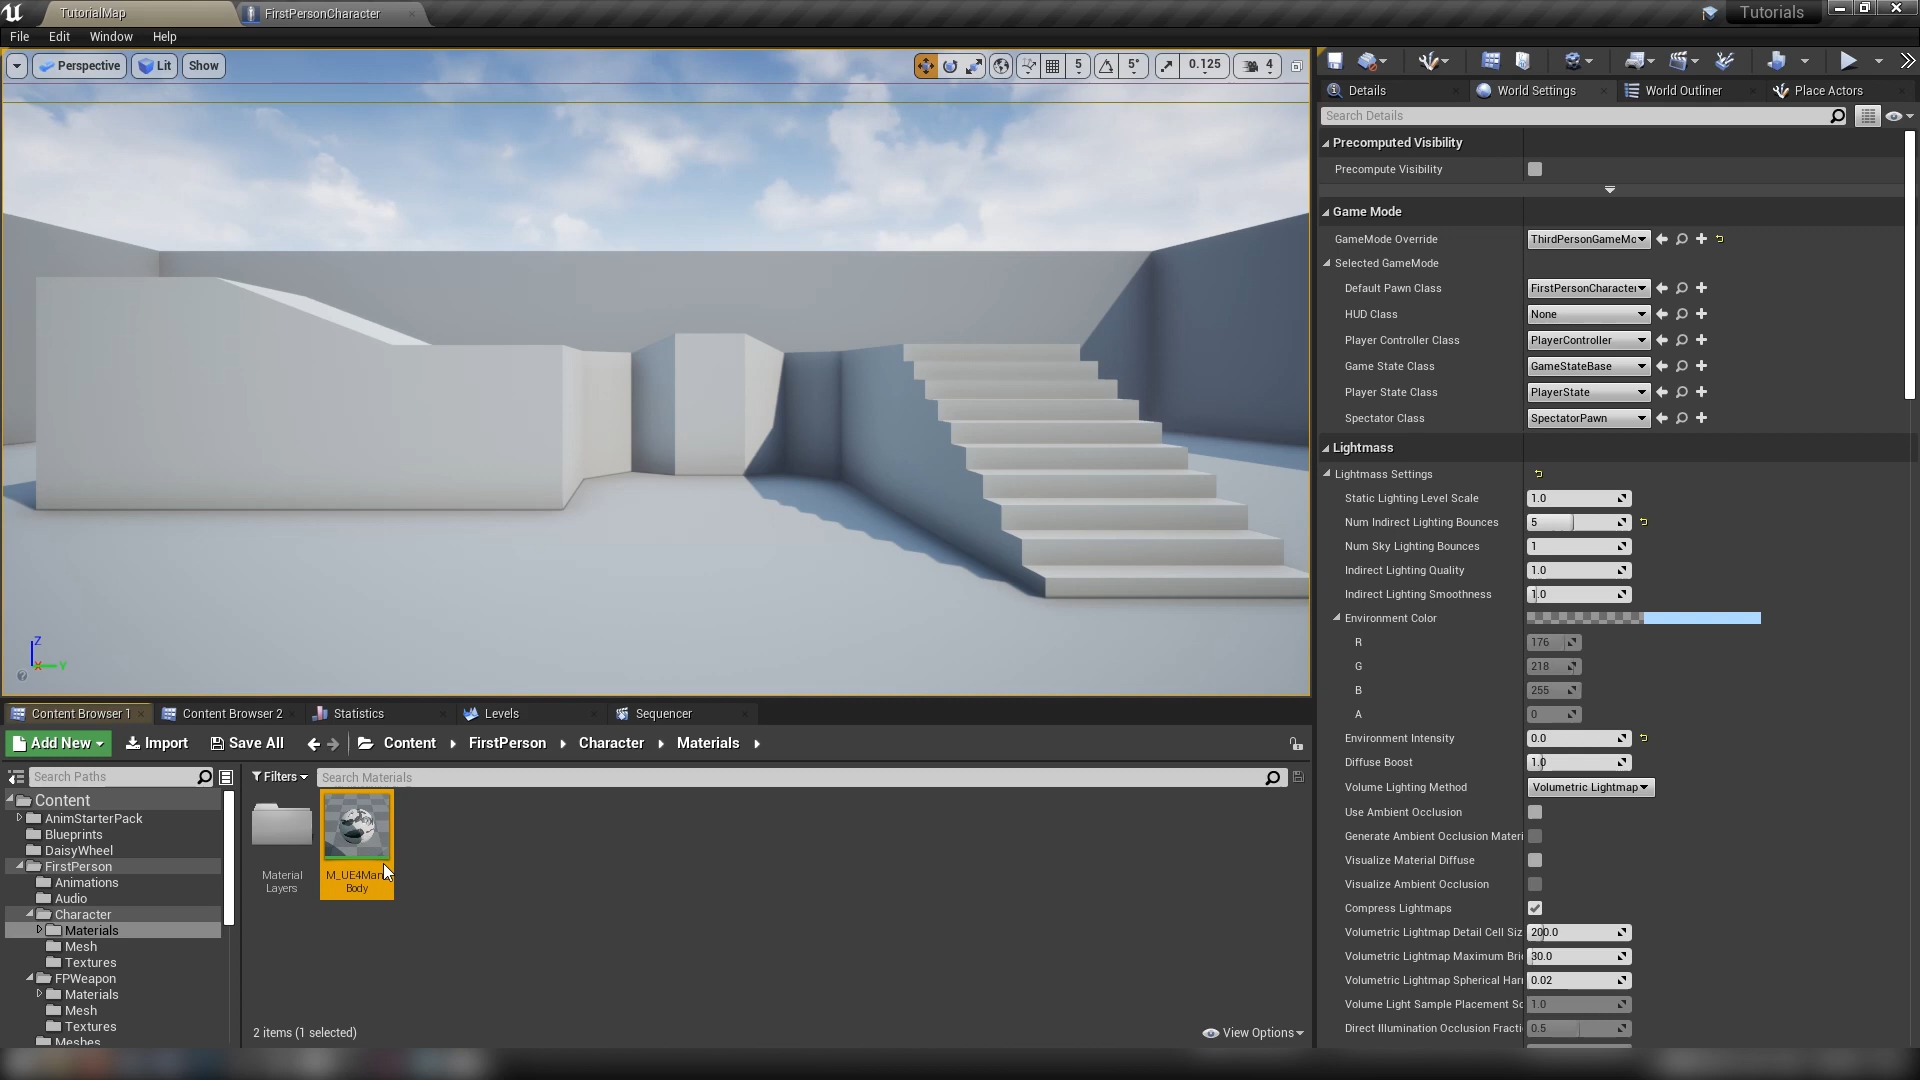 TutorialMap
FirstPersonCharacter
Tutorials
File Edit Window Help
Perspective Lit Show
5 5° 0.125 4
Details World Settings World Outliner Place Actors
Search Details
Precomputed Visibility
Precompute Visibility
Game Mode
GameMode Override ThirdPersonGameMo
Selected GameMode
Default Pawn Class FirstPersonCharacter
HUD Class None
Player Controller Class PlayerController
Game State Class GameStateBase
Player State Class PlayerState
Spectator Class SpectatorPawn
Lightmass
Lightmass Settings
Static Lighting Level Scale 1.0
Num Indirect Lighting Bounces 5
Num Sky Lighting Bounces 1
Indirect Lighting Quality 1.0
Indirect Lighting Smoothness 1.0
Environment Color
R 176
G 218
B 255
A 0
Environment Intensity 0.0
Diffuse Boost 1.0
Volume Lighting Method Volumetric Lightmap
Use Ambient Occlusion
Generate Ambient Occlusion Materi
Visualize Material Diffuse
Visualize Ambient Occlusion
Compress Lightmaps
Volumetric Lightmap Detail Cell Siz 200.0
Volumetric Lightmap Maximum Bri 30.0
Volumetric Lightmap Spherical Har 0.02
Volume Light Sample Placement Sc 1.0
Direct Illumination Occlusion Fracti 0.5
Z
X Y
Content Browser 1 Content Browser 2 Statistics Levels Sequencer
Add New Import Save All Content FirstPerson Character Materials
Search Paths
Filters Search Materials
Content
AnimStarterPack
Blueprints
DaisyWheel
FirstPerson
Animations
Audio
Character
Materials
Mesh
Textures
FPWeapon
Materials
Mesh
Textures
Meshes
Material
Layers
M_UE4Man
Body
2 items (1 selected)
View Options